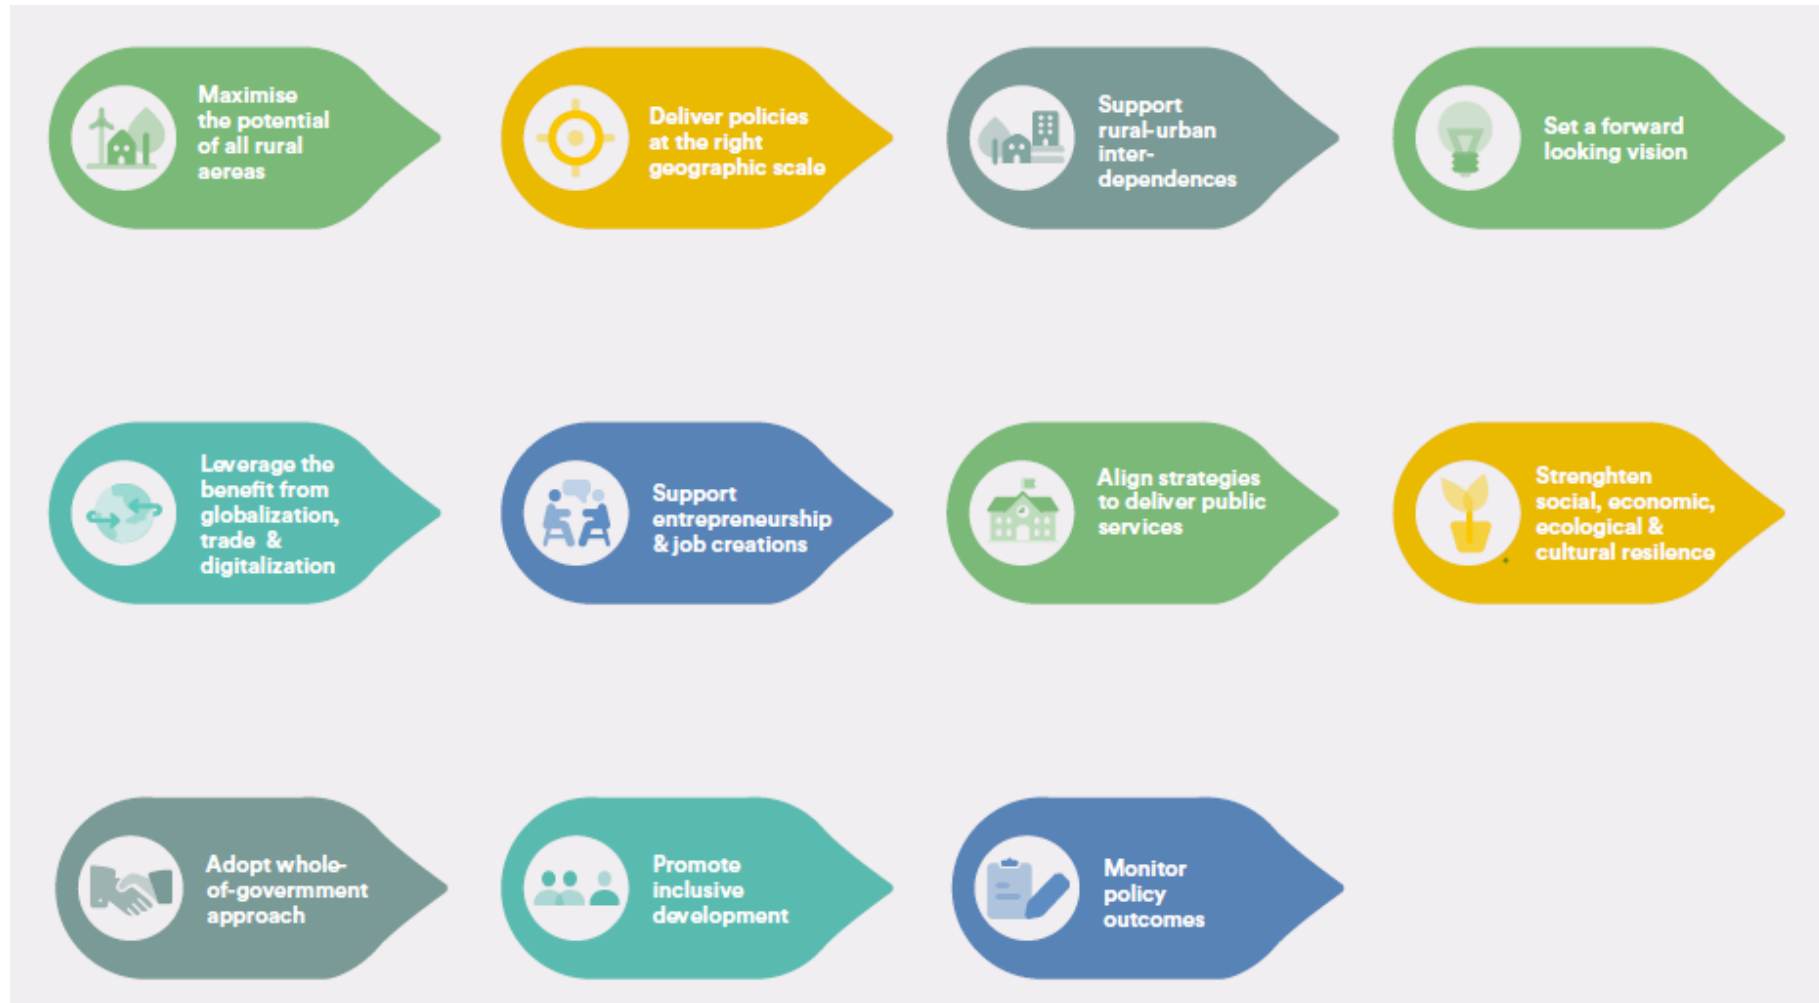 Maximise
the potential
of all rural
aereas
Deliver policies
at the right
geographic scale
Support
rural-urban
inter-
dependences
Set a forward
looking vision
Leverage the
benefit from
globalization,
trade &
digitalization
Support
entrepreneurship
& job creations
Align strategies
to deliver public
services
Strenghten
social, economic,
ecological &
cultural resilence
Adopt whole-
of-govermment
approach
Promote
inclusive
development
Monitor
policy
outcomes